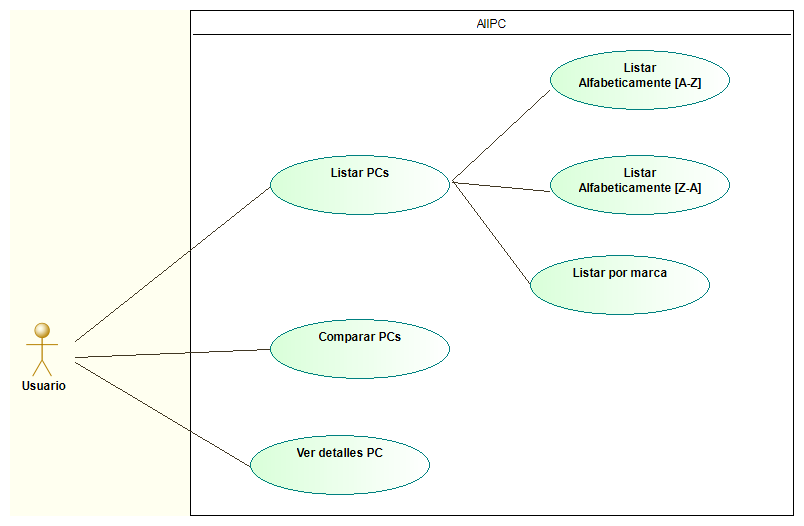 AllPC
Listar
Alfabeticamente [A-Z]
Listar PCs
Listar
Alfabeticamente [Z-A]
Listar por marca
Comparar PCs
Usuario
Ver detalles PC